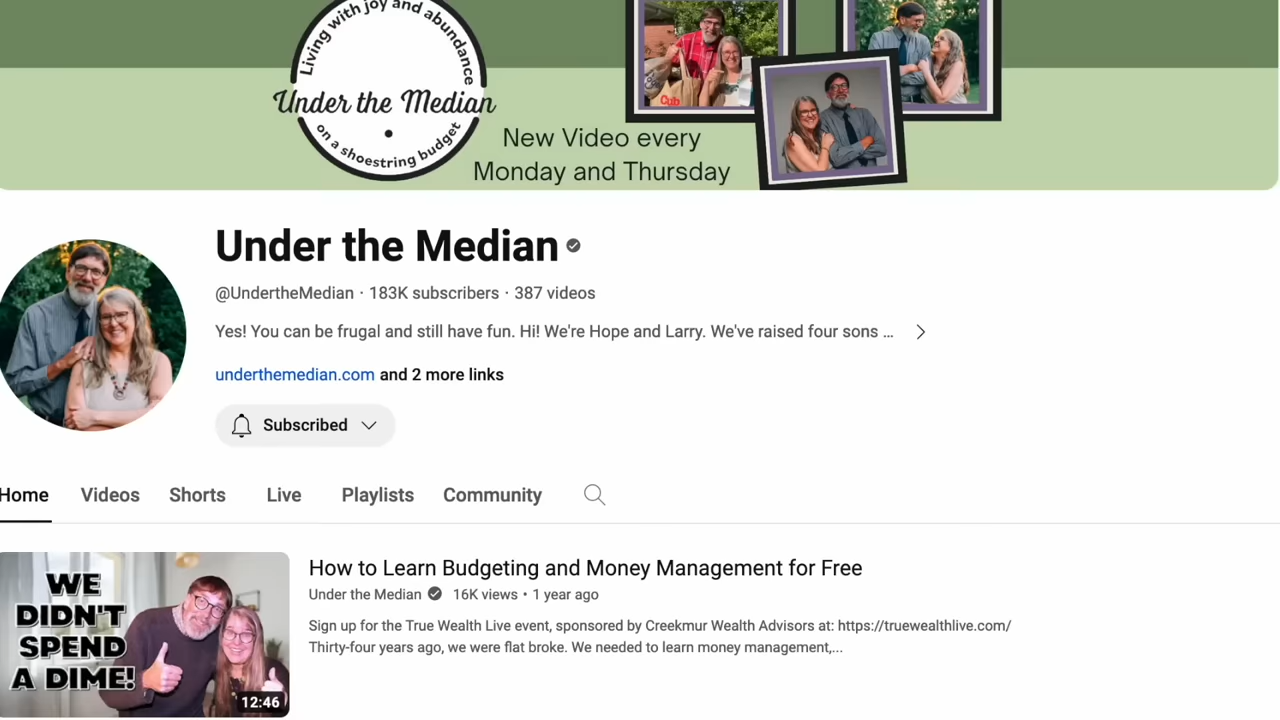 Living with joy and abundance
Under the Median
on a shoestring budget
Cub
New Video every
Monday and Thursday
Under the Median
@UndertheMedian · 183K subscribers · 387 videos
Yes! You can be frugal and still have fun. Hi! We're Hope and Larry. We've raised four sons ...
underthemedian.com and 2 more links
Subscribed
Home Videos Shorts Live Playlists Community
WE
DIDN'T
SPEND
A DIME!
12:46
How to Learn Budgeting and Money Management for Free
Under the Median 16K views • 1 year ago
Sign up for the True Wealth Live event, sponsored by Creekmur Wealth Advisors at: https://truewealthlive.com/
Thirty-four years ago, we were flat broke. We needed to learn money management,...